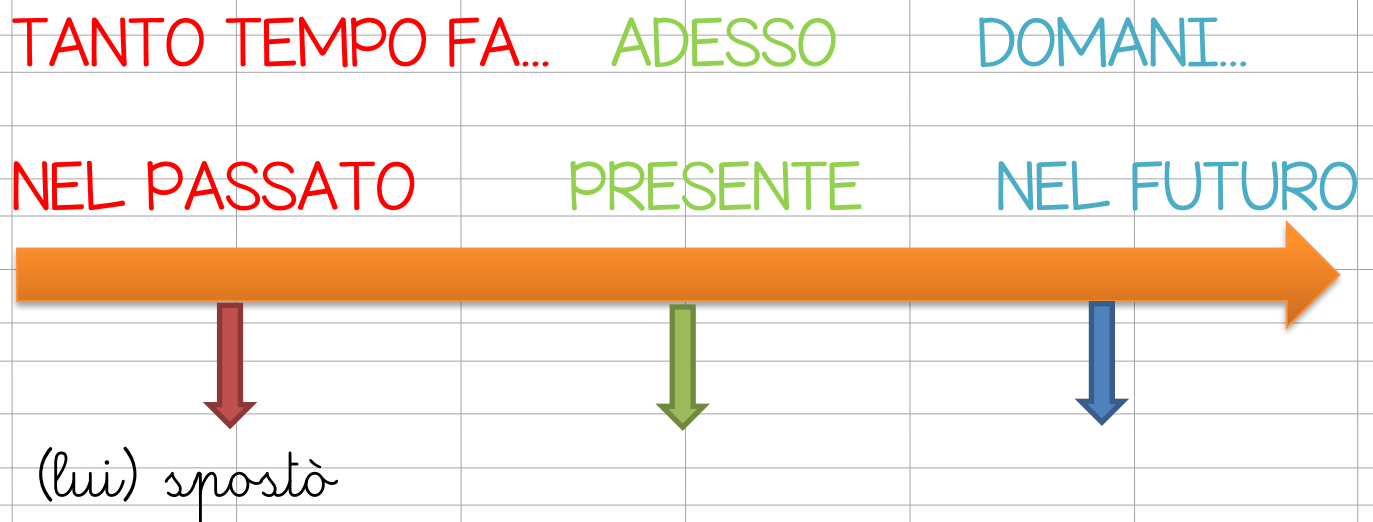 TANTO TEMPO FA... ADESSO DOMANI...
NEL PASSATO PRESENTE NEL FUTURO
(lui) spostò